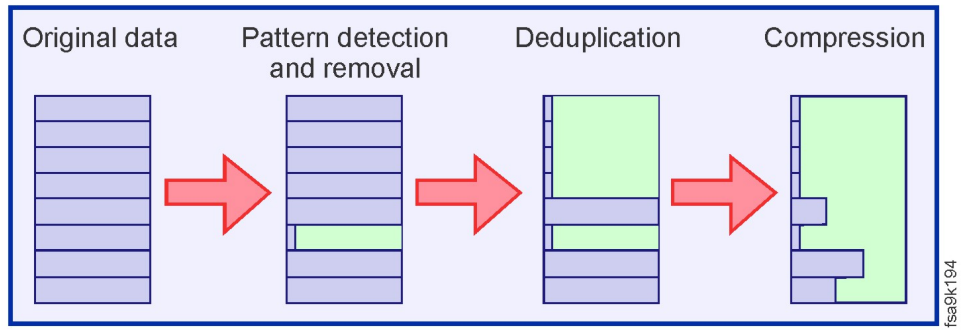 Original data
Pattern detection
and removal
Deduplication
Compression
fsa9k194